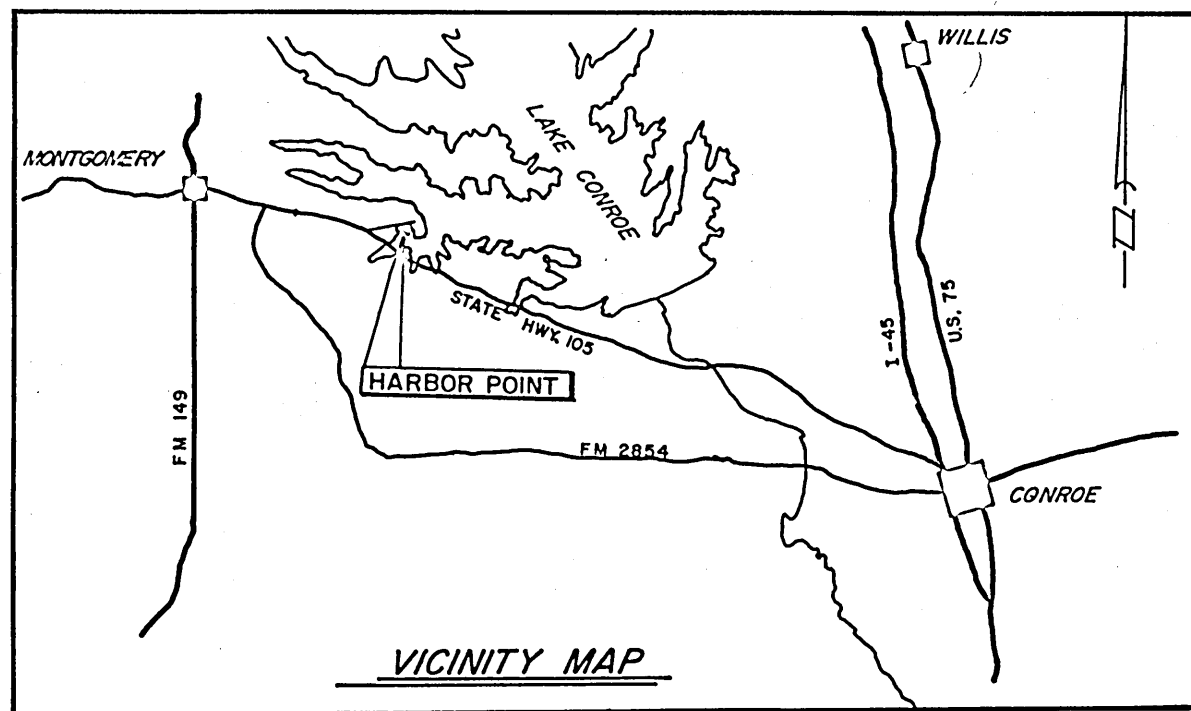 WILLIS
MONTGOMERY
LAKE CONROE
STATE HWY. 105
I-45
U.S. 75
HARBOR POINT
FM 149
FM 2854
CONROE
N
VICINITY MAP